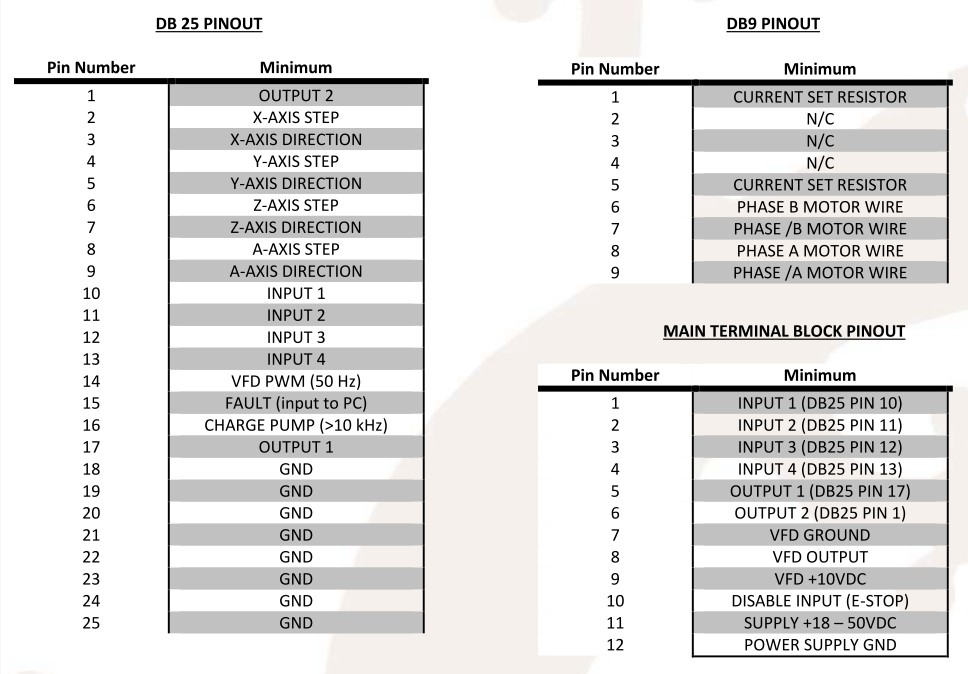 DB 25 PINOUT
Pin Number Minimum
1 OUTPUT 2
2 X-AXIS STEP
3 X-AXIS DIRECTION
4 Y-AXIS STEP
5 Y-AXIS DIRECTION
6 Z-AXIS STEP
7 Z-AXIS DIRECTION
8 A-AXIS STEP
9 A-AXIS DIRECTION
10 INPUT 1
11 INPUT 2
12 INPUT 3
13 INPUT 4
14 VFD PWM (50 Hz)
15 FAULT (input to PC)
16 CHARGE PUMP (>10 kHz)
17 OUTPUT 1
18 GND
19 GND
20 GND
21 GND
22 GND
23 GND
24 GND
25 GND
DB9 PINOUT
Pin Number Minimum
1 CURRENT SET RESISTOR
2 N/C
3 N/C
4 N/C
5 CURRENT SET RESISTOR
6 PHASE B MOTOR WIRE
7 PHASE /B MOTOR WIRE
8 PHASE A MOTOR WIRE
9 PHASE /A MOTOR WIRE
MAIN TERMINAL BLOCK PINOUT
Pin Number Minimum
1 INPUT 1 (DB25 PIN 10)
2 INPUT 2 (DB25 PIN 11)
3 INPUT 3 (DB25 PIN 12)
4 INPUT 4 (DB25 PIN 13)
5 OUTPUT 1 (DB25 PIN 17)
6 OUTPUT 2 (DB25 PIN 1)
7 VFD GROUND
8 VFD OUTPUT
9 VFD +10VDC
10 DISABLE INPUT (E-STOP)
11 SUPPLY +18 – 50VDC
12 POWER SUPPLY GND